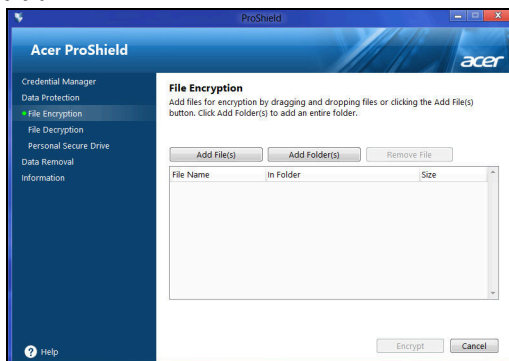 ProShield
Acer ProShield
acer
Credential Manager
Data Protection
File Encryption
File Decryption
Personal Secure Drive
Data Removal
Information
File Encryption
Add files for encryption by dragging and dropping files or clicking the Add File(s)
button. Click Add Folder(s) to add an entire folder.
Add File(s) Add Folder(s) Remove File
File Name In Folder Size
Encrypt Cancel
? Help